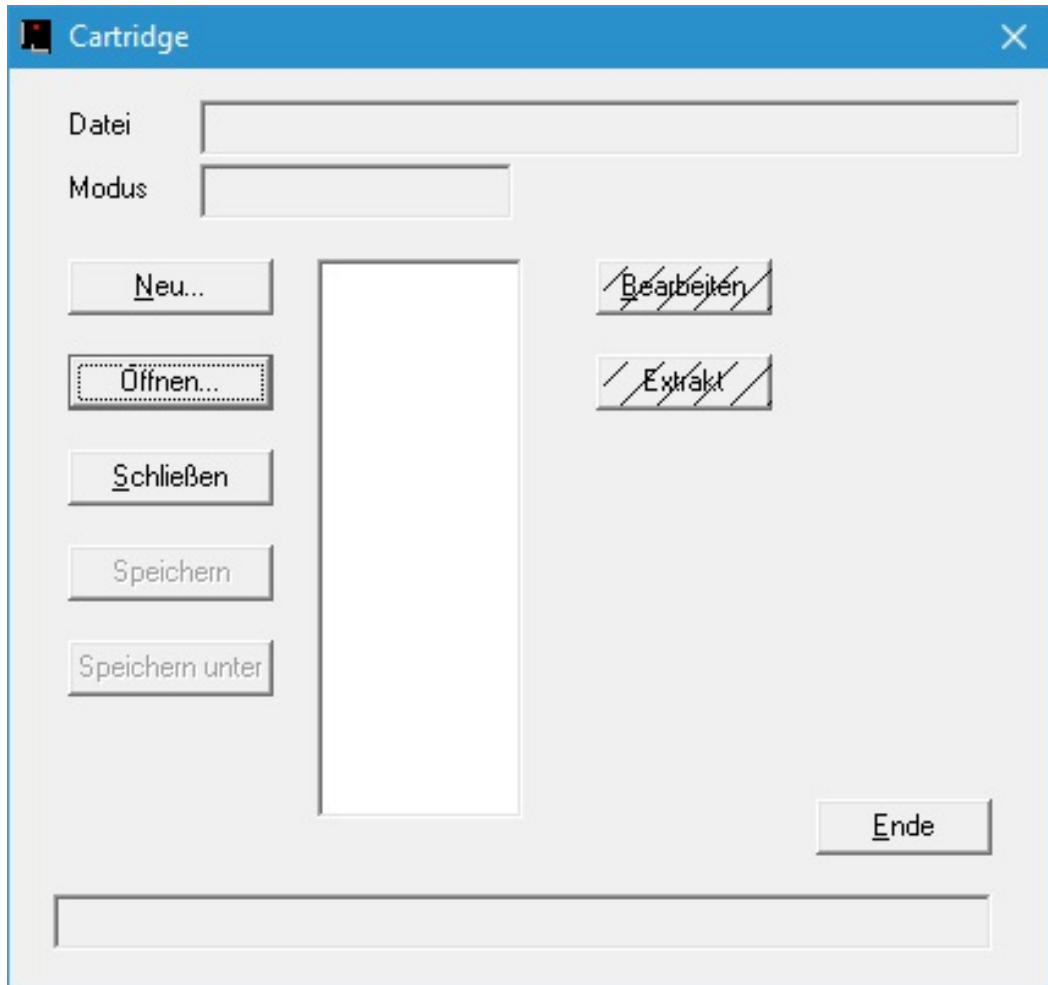 Cartridge
Datei
Modus
Neu...
Öffnen...
Schließen
Speichern
Speichern unter
Bearbeiten
Extrakt
Ende